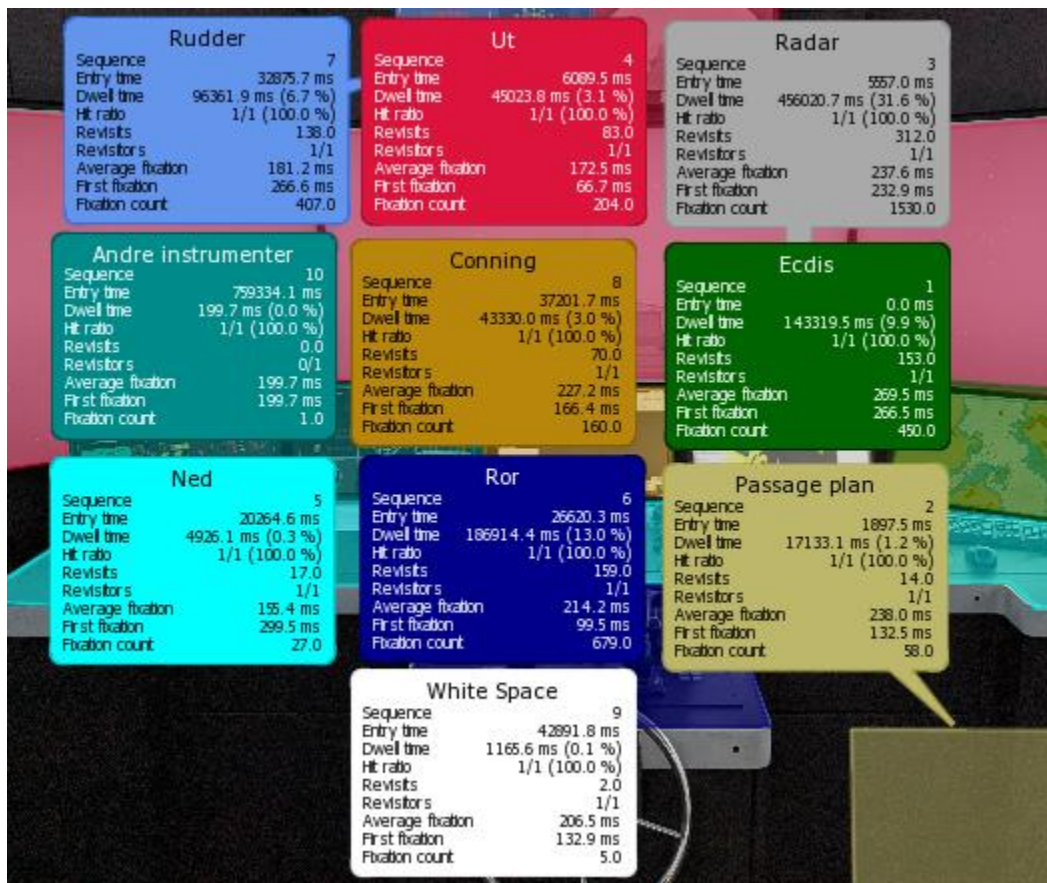 Rudder
Sequence 7
Entry time 32875.7 ms
Dwell time 96361.9 ms (6.7 %)
Hit ratio 1/1 (100.0 %)
Revisits 138.0
Revisitors 1/1
Average fixation 181.2 ms
First fixation 266.6 ms
Fixation count 407.0
Ut
Sequence 4
Entry time 6089.5 ms
Dwell time 45023.8 ms (3.1 %)
Hit ratio 1/1 (100.0 %)
Revisits 83.0
Revisitors 1/1
Average fixation 172.5 ms
First fixation 66.7 ms
Fixation count 204.0
Radar
Sequence 3
Entry time 5557.0 ms
Dwell time 456020.7 ms (31.6 %)
Hit ratio 1/1 (100.0 %)
Revisits 312.0
Revisitors 1/1
Average fixation 237.6 ms
First fixation 232.9 ms
Fixation count 1530.0
Andre instrumenter
Sequence 10
Entry time 759334.1 ms
Dwell time 199.7 ms (0.0 %)
Hit ratio 1/1 (100.0 %)
Revisits 0.0
Revisitors 0/1
Average fixation 199.7 ms
First fixation 199.7 ms
Fixation count 1.0
Conning
Sequence 8
Entry time 37201.7 ms
Dwell time 43330.0 ms (3.0 %)
Hit ratio 1/1 (100.0 %)
Revisits 70.0
Revisitors 1/1
Average fixation 227.2 ms
First fixation 166.4 ms
Fixation count 160.0
Ecdis
Sequence 1
Entry time 0.0 ms
Dwell time 143319.5 ms (9.9 %)
Hit ratio 1/1 (100.0 %)
Revisits 153.0
Revisitors 1/1
Average fixation 269.5 ms
First fixation 266.5 ms
Fixation count 450.0
Ned
Sequence 5
Entry time 20264.6 ms
Dwell time 4926.1 ms (0.3 %)
Hit ratio 1/1 (100.0 %)
Revisits 17.0
Revisitors 1/1
Average fixation 155.4 ms
First fixation 299.5 ms
Fixation count 27.0
Ror
Sequence 6
Entry time 26620.3 ms
Dwell time 186914.4 ms (13.0 %)
Hit ratio 1/1 (100.0 %)
Revisits 159.0
Revisitors 1/1
Average fixation 214.2 ms
First fixation 99.5 ms
Fixation count 679.0
Passage plan
Sequence 2
Entry time 1897.5 ms
Dwell time 17133.1 ms (1.2 %)
Hit ratio 1/1 (100.0 %)
Revisits 14.0
Revisitors 1/1
Average fixation 238.0 ms
First fixation 132.5 ms
Fixation count 58.0
White Space
Sequence 9
Entry time 42891.8 ms
Dwell time 1165.6 ms (0.1 %)
Hit ratio 1/1 (100.0 %)
Revisits 2.0
Revisitors 1/1
Average fixation 206.5 ms
First fixation 132.9 ms
Fixation count 5.0